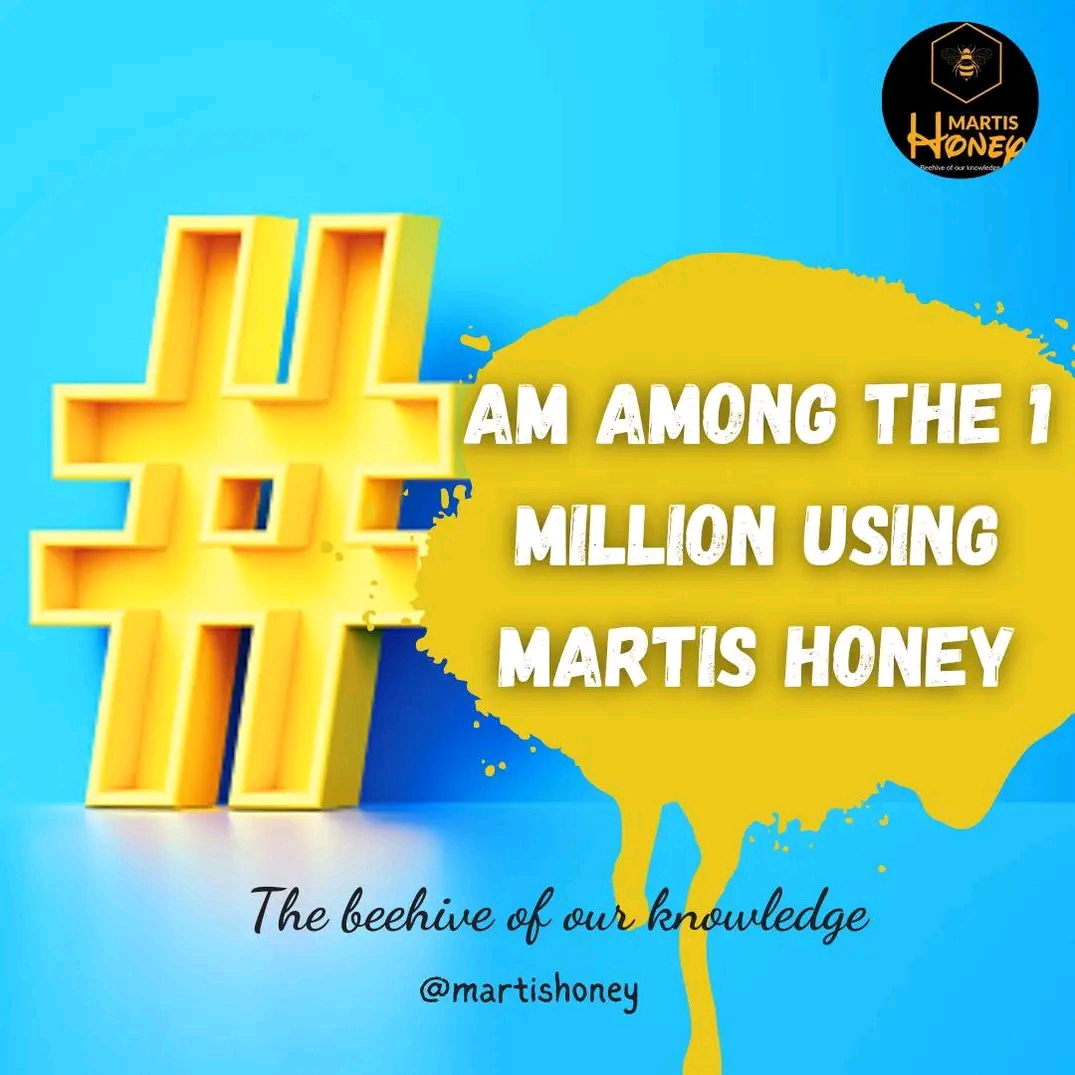 MARTIS
HONEY
Beehive of our knowledge
#
AM AMONG THE 1
MILLION USING
MARTIS HONEY
The beehive of our knowledge
@martishoney